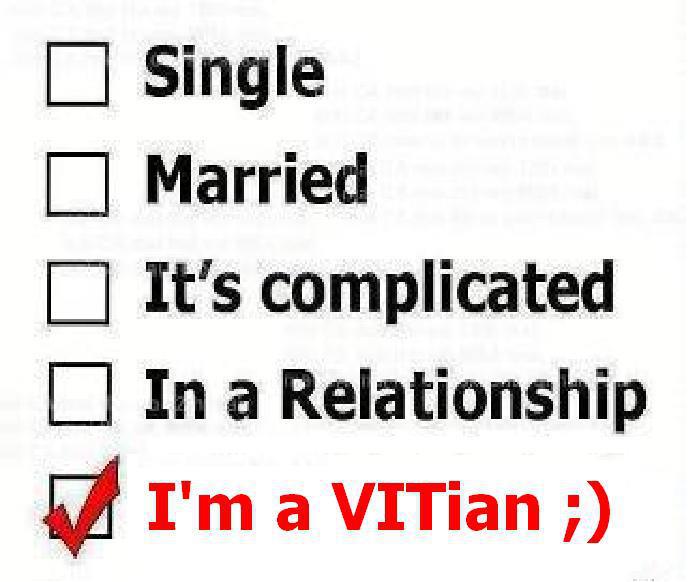 Single
Married
It's complicated
In a Relationship
I'm a VITian ;)